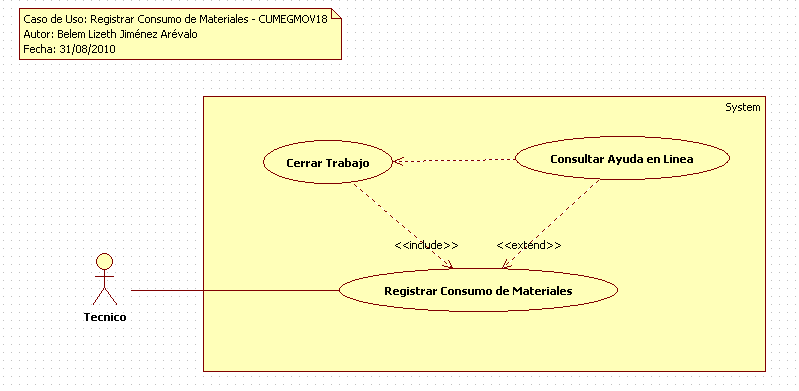 Caso de Uso: Registrar Consumo de Materiales - CUMEGMOV18
Autor: Belem Lizeth Jiménez Arévalo
Fecha: 31/08/2010
System
Cerrar Trabajo
Consultar Ayuda en Linea
<<include>>
<<extend>>
Registrar Consumo de Materiales
Tecnico